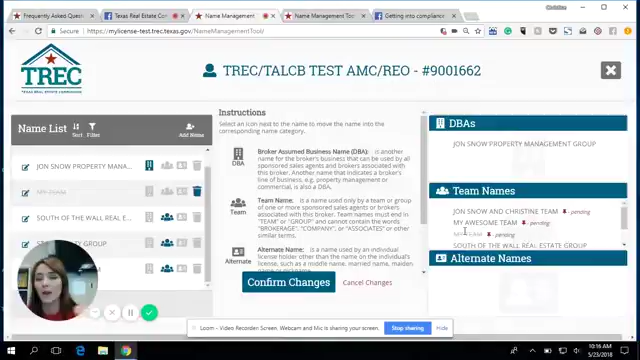 Frequently Asked Quest
Texas Real Estate Com
Name Management
Name Management Too
Getting into compliance
https://mylicense-test.trec.texas.gov/NameManagementTool/
TREC
TEXAS REAL ESTATE COMMISSION
TREC/TALCB TEST AMC/REO - #9001662
Name List
Sort
Filter
Add Name
JON SNOW PROPERTY MANA...
MY TEAM
SOUTH OF THE WALL REAL E...
Y GROUP
Instructions
Select an icon next to the name to move the name into the
corresponding name category.
DBA
Broker Assumed Business Name (DBA): : is another
name for the broker's business that can be used by all
sponsored sales agents and brokers associated with this
broker. Another name that indicates a broker's line of
business, e.g. property management or
commercial, is also a DBA.
Team
Team Name: is a name used only by a team or group
of one or more sponsored sales agents or brokers
associated with this broker. Team names must end in
"TEAM" or "GROUP" and cannot contain the words
"BROKERAGE", "COMPANY", or "ASSOCIATES" or other
similar terms.
Alternate
Alternate Name: Is a name used by an individual
license holder other than the name on the individual's
license, such as a middle name, married name, maiden
Confirm Changes
Cancel Changes
DBAs
JON SNOW PROPERTY MANAGEMENT GROUP
Team Names
JON SNOW AND CHRISTINE TEAM - pending
MY AWESOME TEAM - pending
MY TEAM - pending
SOUTH OF THE WALL REAL ESTATE GROUP
Alternate Names
Loom - Video Recorder: Screen, Webcam and Mic is sharing your screen.
Stop sharing
Hide
10:16 AM
5/23/2018